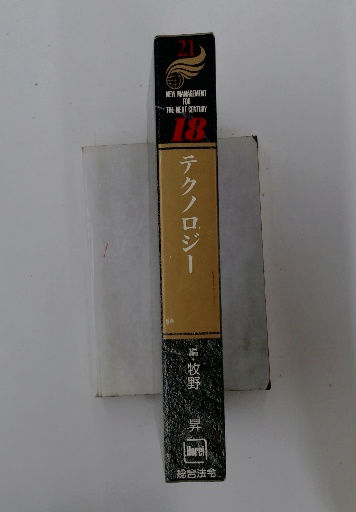 21
NEW MANAGEMENT
FOR
THE NEXT CENTURY
18
テクノロジー
編・牧野 昇
Horei
総合法令